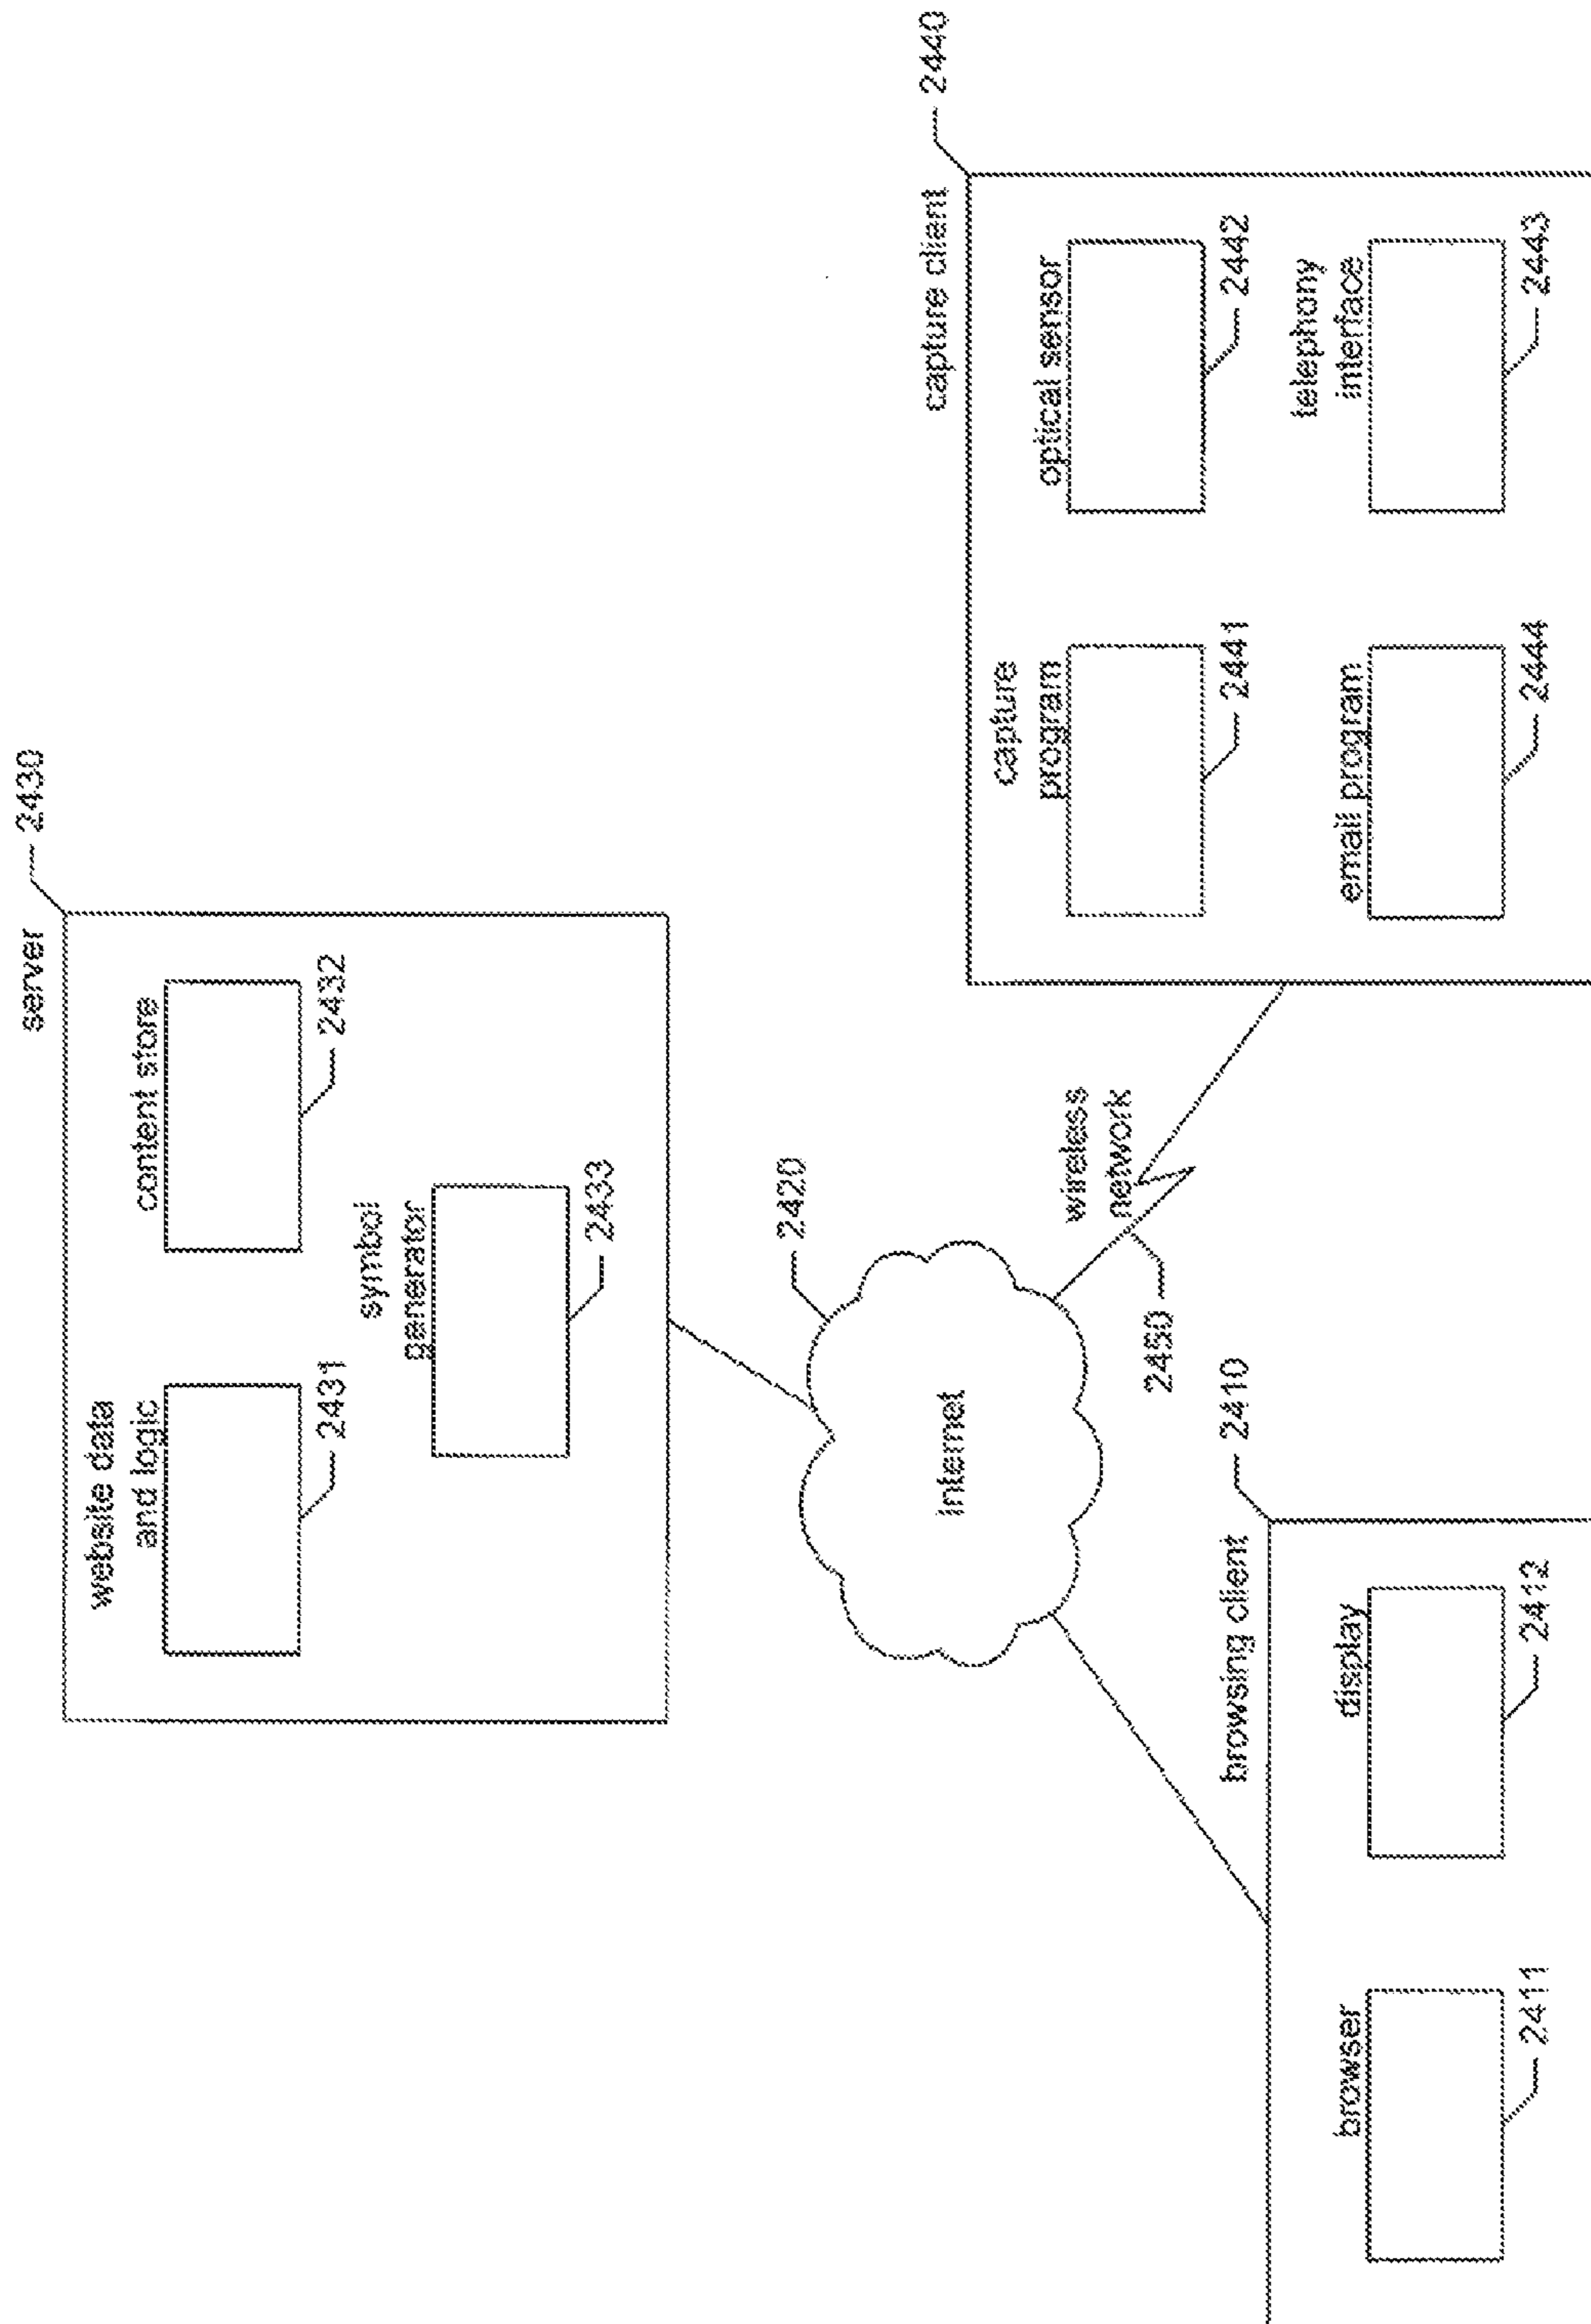 server
2430
website data
and logic
2431
content store
2432
symbol
generator
2433
2420
Internet
wireless
network
2450
browsing client
2410
browser
2411
display
2412
capture client
2440
capture
program
2441
optical sensor
2442
email program
2444
telephony
interface
2443